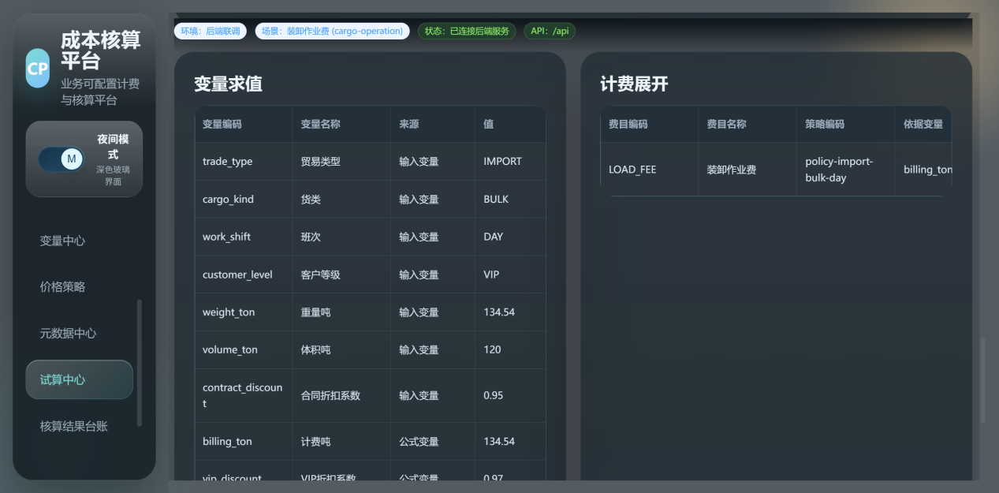 CP
成本核算
平台
业务可配置计费
与核算平台
M
夜间模
式
深色玻璃
界面
变量中心
价格策略
元数据中心
试算中心
核算结果台账
环境：后端联调
场景：装卸作业费 (cargo-operation)
状态：已连接后端服务
API：/api
变量求值
变量编码 变量名称 来源 值
trade_type 贸易类型 输入变量 IMPORT
cargo_kind 货类 输入变量 BULK
work_shift 班次 输入变量 DAY
customer_level 客户等级 输入变量 VIP
weight_ton 重量吨 输入变量 134.54
volume_ton 体积吨 输入变量 120
contract_discoun
t 合同折扣系数 输入变量 0.95
billing_ton 计费吨 公式变量 134.54
vip_discount VIP折扣系数 公式变量 0.97
计费展开
费目编码 费目名称 策略编码 依据变量
LOAD_FEE 装卸作业费 policy-import-
bulk-day billing_ton